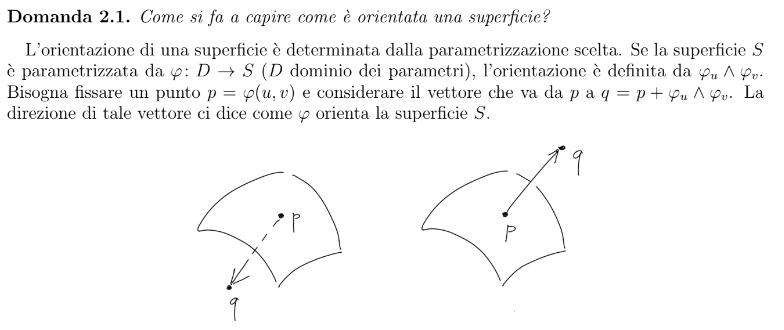 Domanda 2.1. Come si fa a capire come è orientata una superficie?
L'orientazione di una superficie è determinata dalla parametrizzazione scelta. Se la superficie S
è parametrizzata da φ: D → S (D dominio dei parametri), l'orientazione è definita da φ_u ∧ φ_v.
Bisogna fissare un punto p = φ(u, v) e considerare il vettore che va da p a q = p + φ_u ∧ φ_v. La
direzione di tale vettore ci dice come φ orienta la superficie S.
p
q
q
p